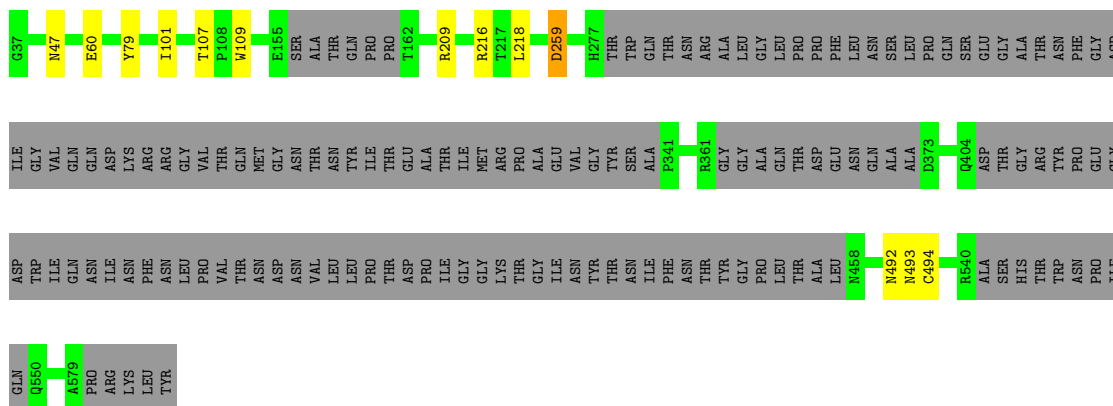 G37 N47 E60 Y79 I101 T107 P108 W109 E155 SER ALA THR GLN PRO PRO T162 R209 R216 T217 L218 D259 H277 THR TRP GLN THR ASN ARG ALA LEU GLY LEU PRO PRO PHE LEU ASN SER LEU PRO GLN SER GLU GLY ALA THR ASN PHE GLY
ILE GLY VAL GLN GLN ASP LYS ARG ARG GLY VAL THR GLN MET GLY ASN THR ASN TYR ILE THR GLU ALA THR ILE MET ARG PRO ALA GLU VAL GLY TYR SER ALA P341 R361 GLY GLY ALA GLN THR ASP GLU ASN GLN ALA ALA D373 Q404 ASP THR GLY ARG TYR PRO GLU
ASP TRP ILE GLN ASN ILE ASN PHE ASN LEU PRO VAL THR ASN ASP ASN VAL LEU LEU PRO THR ASP PRO ILE GLY GLY LYS THR GLY ILE ASN TYR THR ASN ILE PHE ASN THR TYR GLY PRO LEU THR ALA LEU N458 N492 N493 C494 R540 ALA SER HIS THR TRP ASN PRO
GLN Q550 A579 PRO ARG LYS LEU TYR